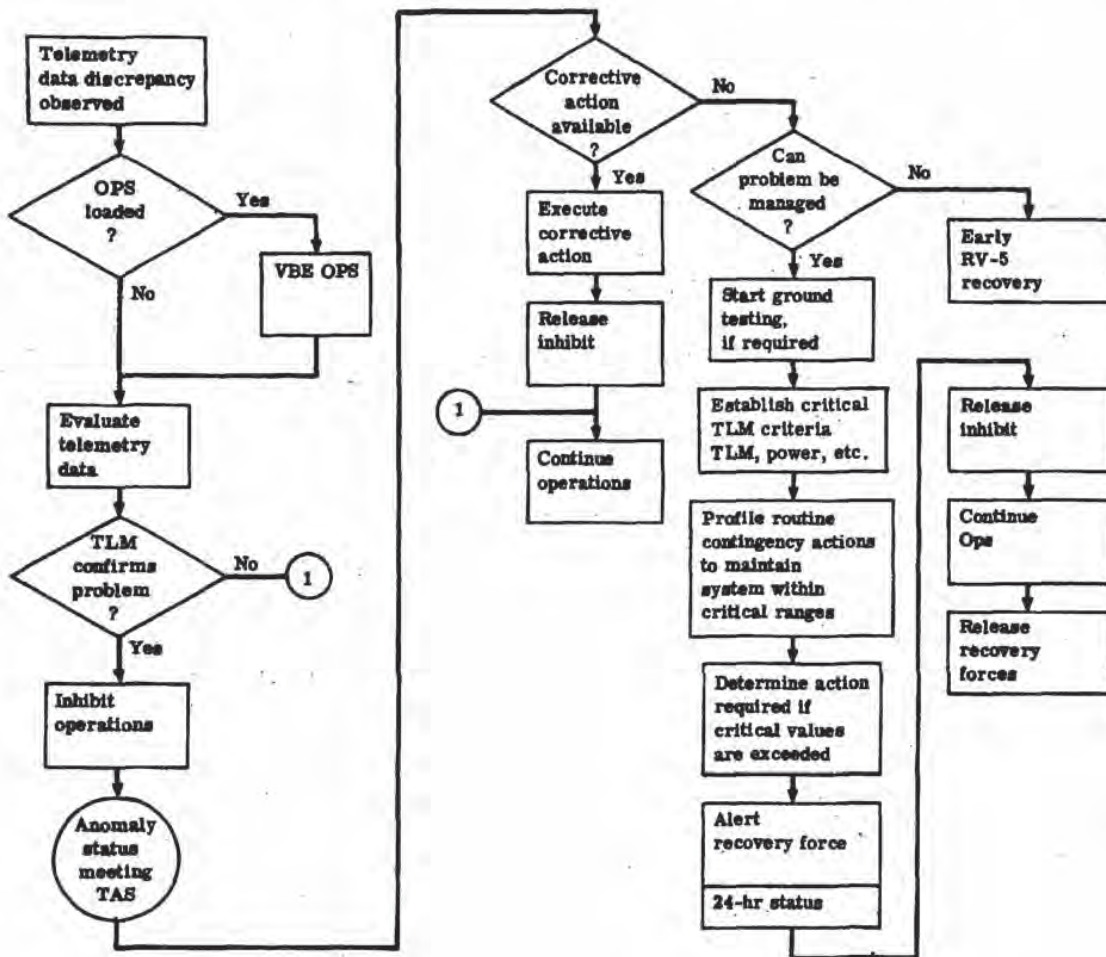 Telemetry
data discrepancy
observed
OPS
loaded
?
Yes
No
VBE OPS
Evaluate
telemetry
data
TLM
confirms
problem
?
No
1
Yes
Inhibit
operations
Anomaly
status
meeting
TAS
Corrective
action
available
?
No
Yes
Execute
corrective
action
Release
inhibit
1
Continue
operations
Can
problem be
managed
?
No
Yes
Early
RV-5
recovery
Start ground
testing,
if required
Establish critical
TLM criteria
TLM, power, etc.
Profile routine
contingency actions
to maintain
system within
critical ranges
Determine action
required if
critical values
are exceeded
Alert
recovery force
24-hr status
Release
inhibit
Continue
Ops
Release
recovery
forces